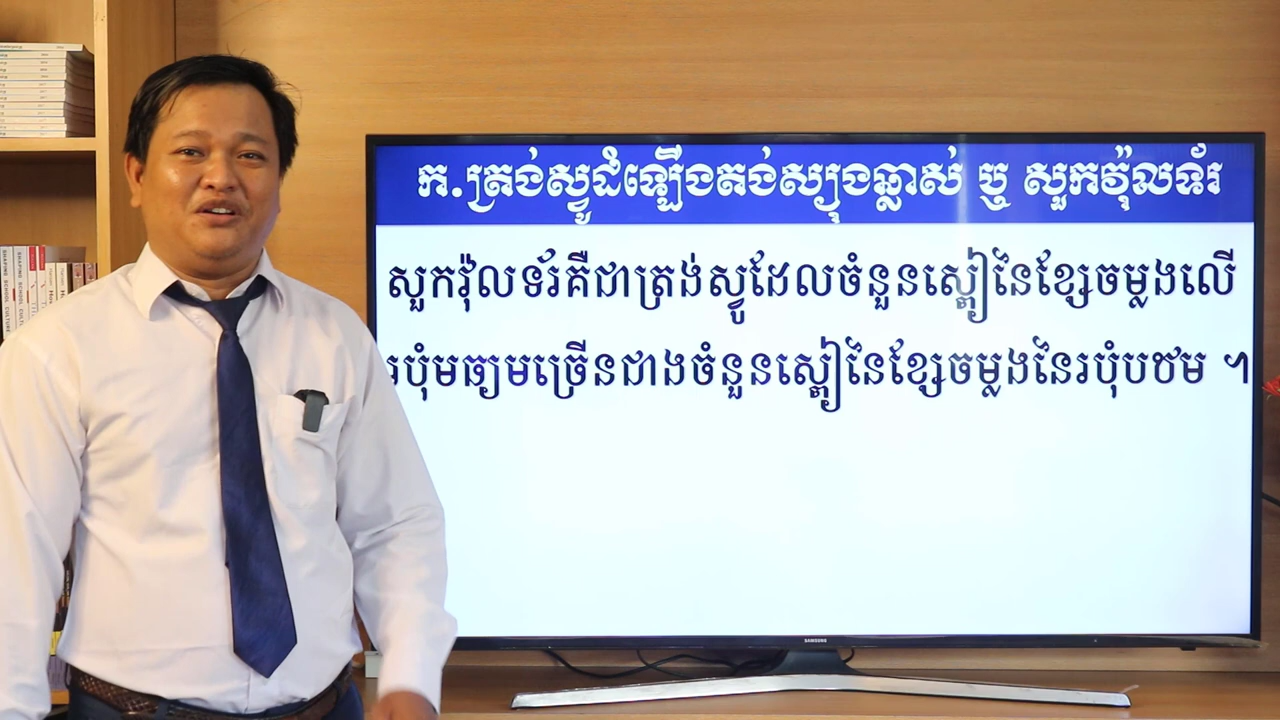 ក.ត្រង់ស្វូដំឡើងតង់ស្យុងឆ្លាស់ ឬ សួកវ៉ុលទ័រ
សួកវ៉ុលទ័រគឺជាត្រង់ស្វូដែលចំនួនស្ពៀនៃខ្សែចម្លងលើ
របុំមធ្យមច្រើនជាងចំនួនស្ពៀនៃខ្សែចម្លងនៃរបុំបឋម ។
SAMSUNG
SHAPING SCHOOL CULTURE